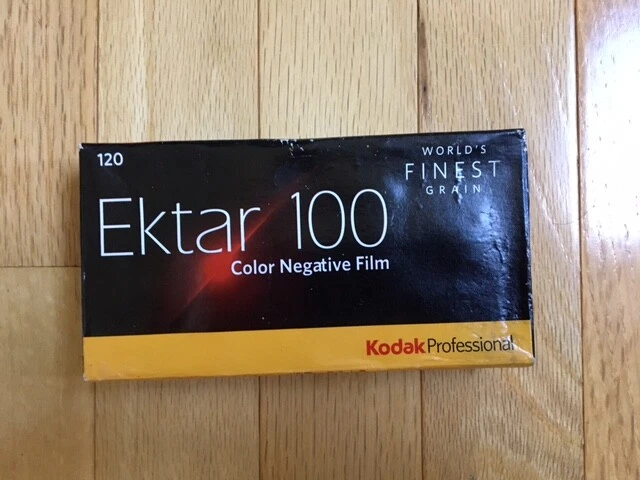 120
WORLD'S
FINEST
GRAIN
Ektar 100
Color Negative Film
Kodak Professional